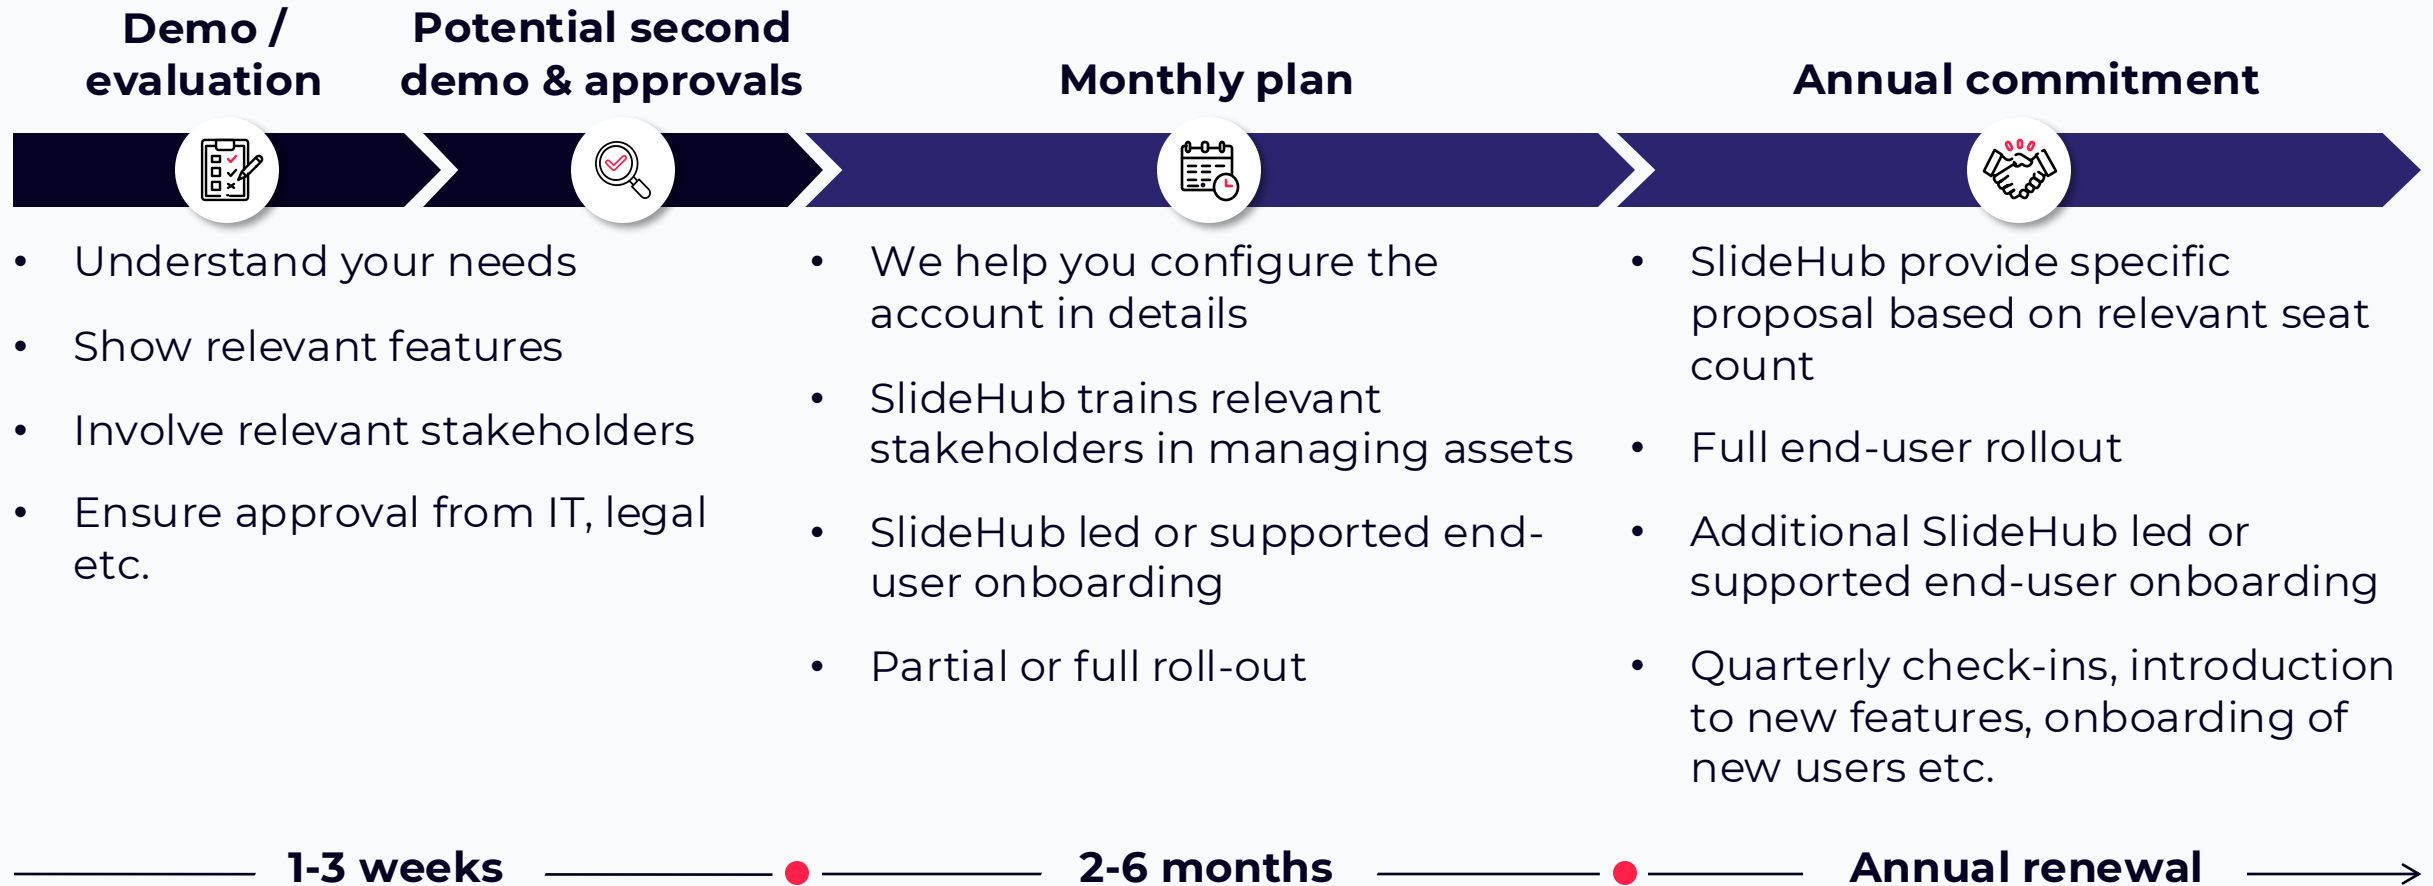 Demo /
evaluation
Potential second
demo & approvals
Monthly plan
Annual commitment
• Understand your needs
• Show relevant features
• Involve relevant stakeholders
• Ensure approval from IT, legal
etc.
• We help you configure the
account in details
• SlideHub trains relevant
stakeholders in managing assets
• SlideHub led or supported end-
user onboarding
• Partial or full roll-out
• SlideHub provide specific
proposal based on relevant seat
count
• Full end-user rollout
• Additional SlideHub led or
supported end-user onboarding
• Quarterly check-ins, introduction
to new features, onboarding of
new users etc.
1-3 weeks
2-6 months
Annual renewal